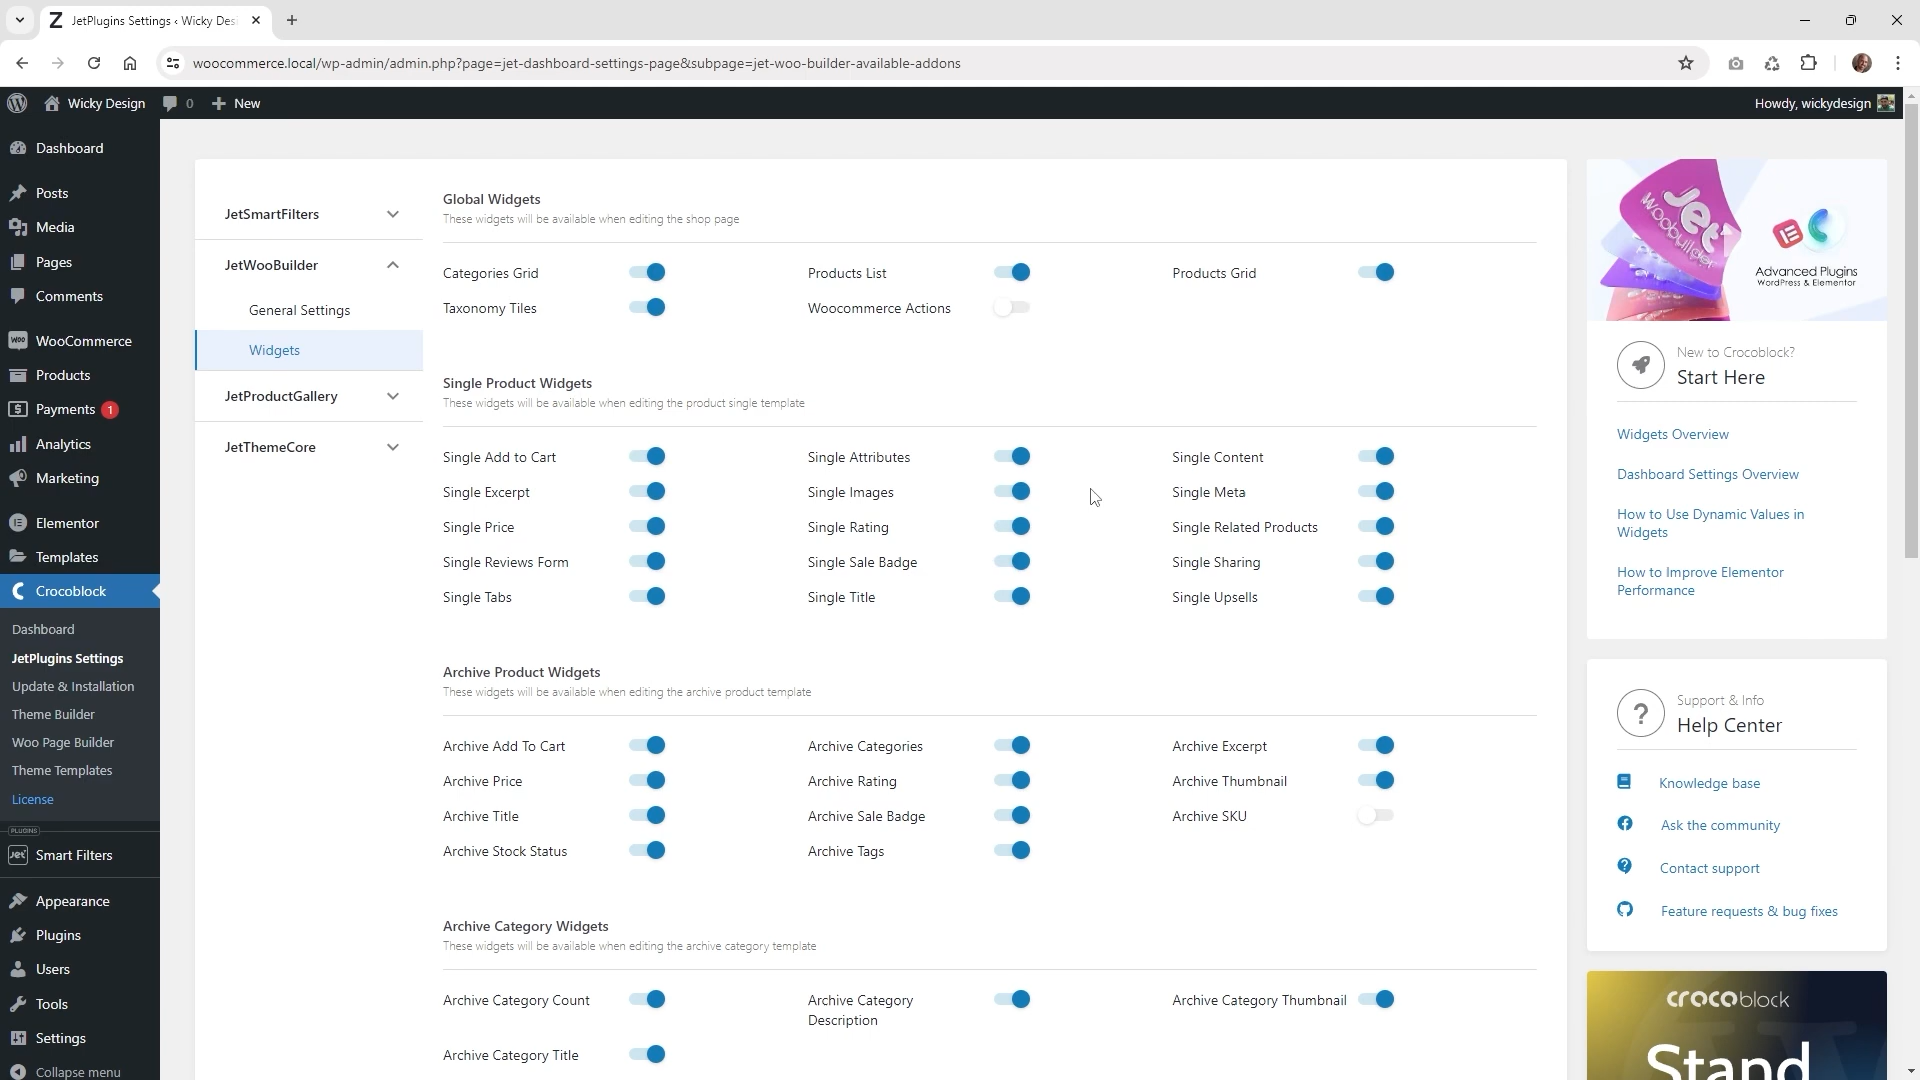 JetPlugins Settings ‹ Wicky Desi
woocommerce.local/wp-admin/admin.php?page=jet-dashboard-settings-page&subpage=jet-woo-builder-available-addons
Wicky Design
0
New
Howdy, wickydesign
Dashboard
Posts
Media
Pages
Comments
WooCommerce
Products
Payments 1
Analytics
Marketing
Elementor
Templates
Crocoblock
Dashboard
JetPlugins Settings
Update & Installation
Theme Builder
Woo Page Builder
Theme Templates
License
PLUGINS
Smart Filters
Appearance
Plugins
Users
Tools
Settings
Collapse menu
JetSmartFilters
JetWooBuilder
General Settings
Widgets
JetProductGallery
JetThemeCore
Global Widgets
These widgets will be available when editing the shop page
Categories Grid
Products List
Products Grid
Taxonomy Tiles
Woocommerce Actions
Single Product Widgets
These widgets will be available when editing the product single template
Single Add to Cart
Single Attributes
Single Content
Single Excerpt
Single Images
Single Meta
Single Price
Single Rating
Single Related Products
Single Reviews Form
Single Sale Badge
Single Sharing
Single Tabs
Single Title
Single Upsells
Archive Product Widgets
These widgets will be available when editing the archive product template
Archive Add To Cart
Archive Categories
Archive Excerpt
Archive Price
Archive Rating
Archive Thumbnail
Archive Title
Archive Sale Badge
Archive SKU
Archive Stock Status
Archive Tags
Archive Category Widgets
These widgets will be available when editing the archive category template
Archive Category Count
Archive Category
Description
Archive Category Thumbnail
Archive Category Title
Jet
woobuilder
Advanced Plugins
WordPress & Elementor
New to Crocoblock?
Start Here
Widgets Overview
Dashboard Settings Overview
How to Use Dynamic Values in
Widgets
How to Improve Elementor
Performance
Support & Info
Help Center
Knowledge base
Ask the community
Contact support
Feature requests & bug fixes
crocoblock
Stand